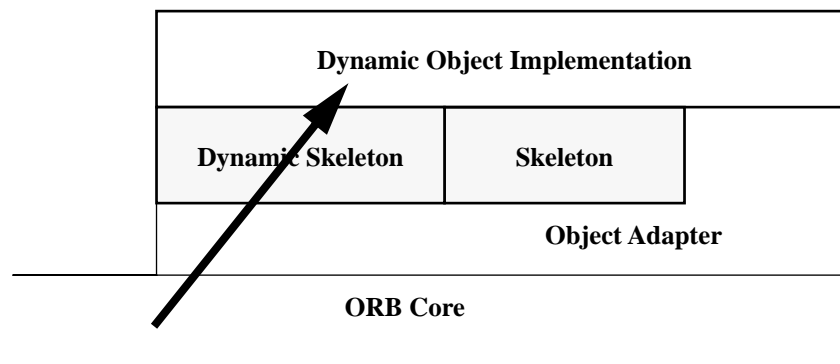 Dynamic Object Implementation
Dynamic Skeleton
Skeleton
Object Adapter
ORB Core